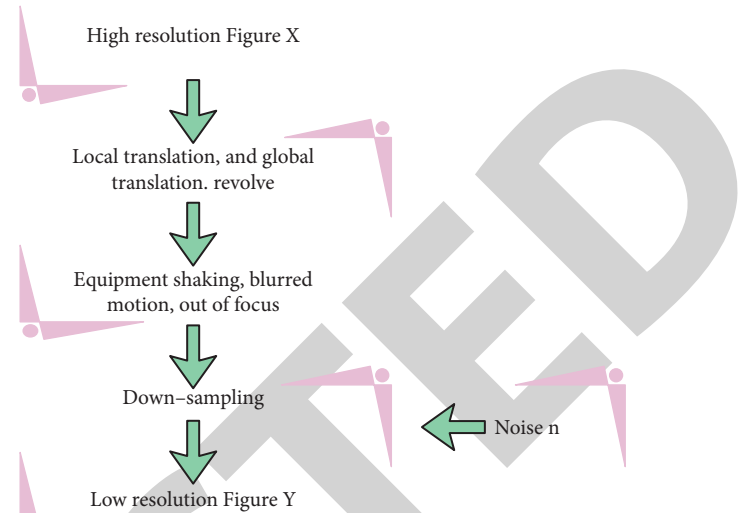 High resolution Figure X
Local translation, and global
translation. revolve
Equipment shaking, blurred
motion, out of focus
Down–sampling
Noise n
Low resolution Figure Y
TED